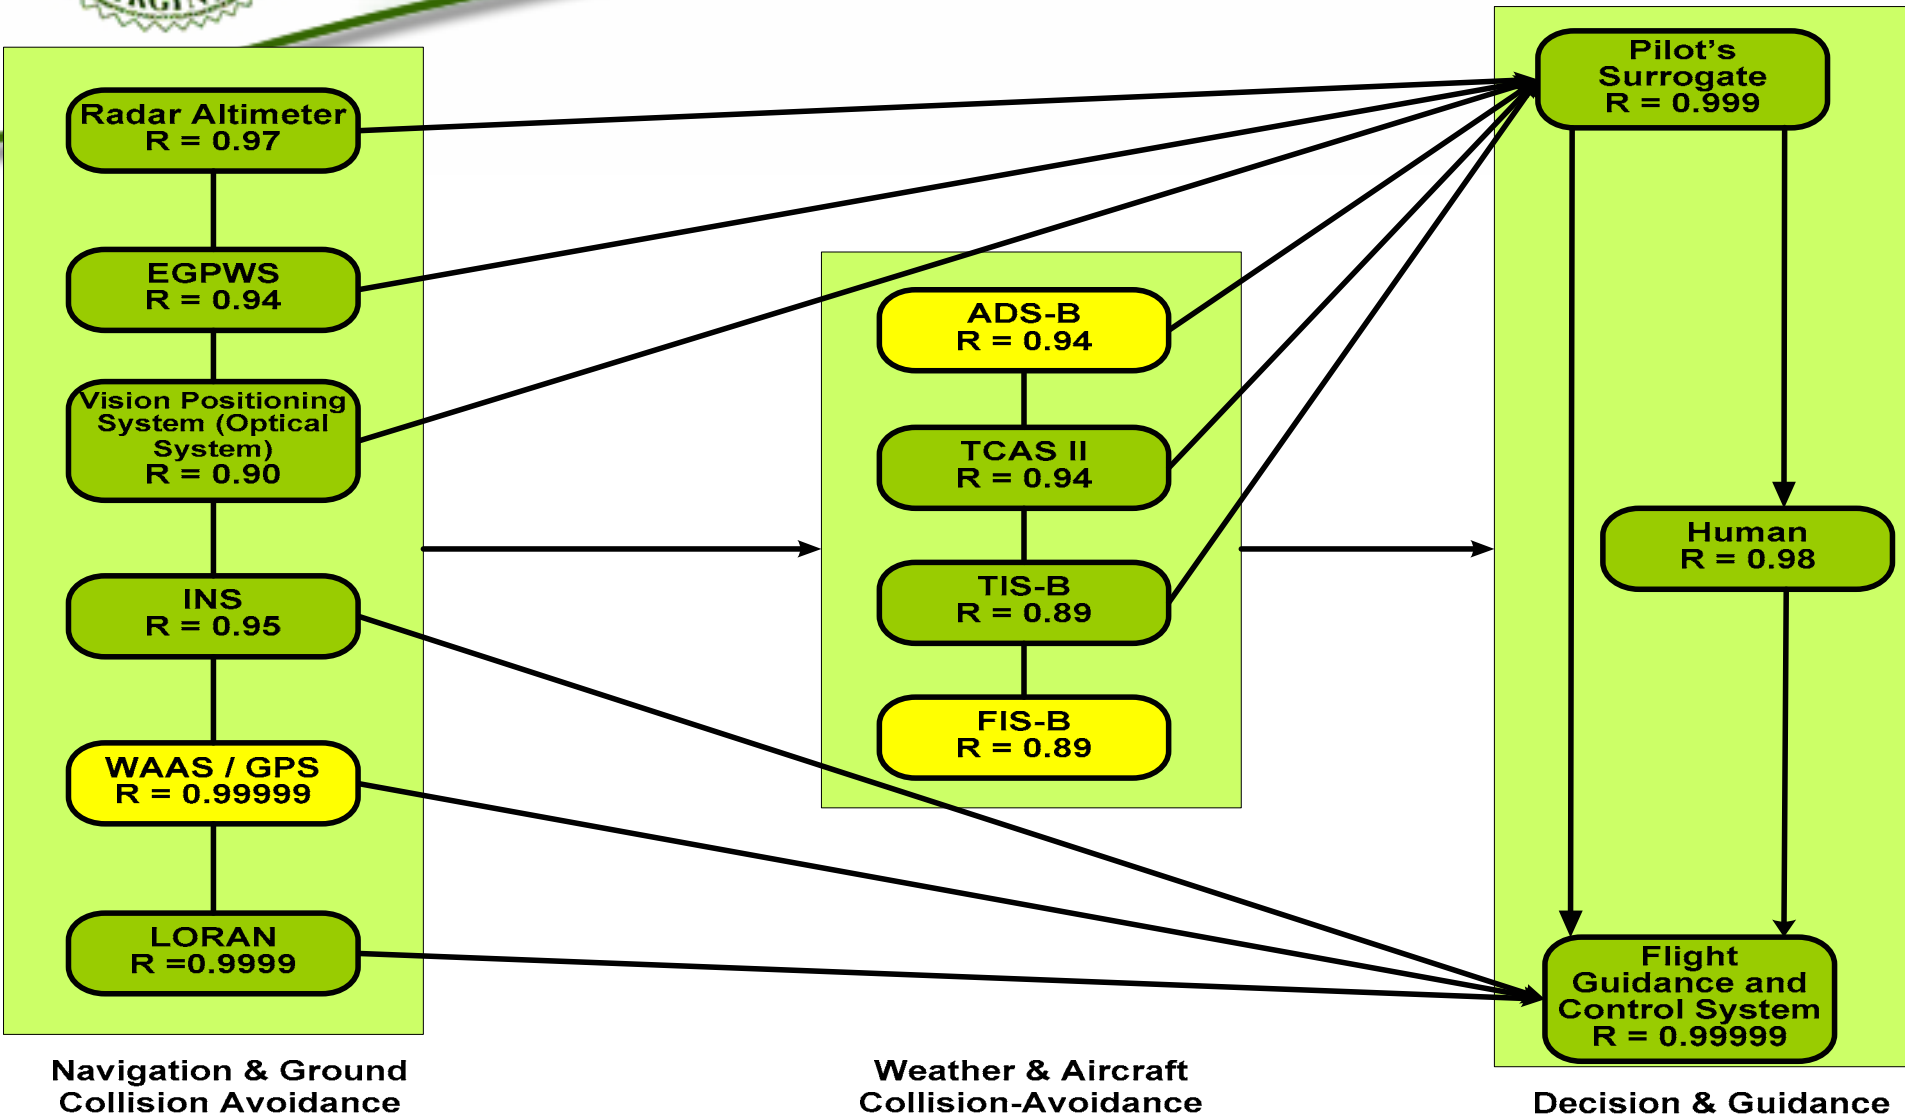 Radar Altimeter
R = 0.97
EGPWS
R = 0.94
Vision Positioning
System (Optical
System)
R = 0.90
INS
R = 0.95
WAAS / GPS
R = 0.99999
LORAN
R =0.9999
Navigation & Ground
Collision Avoidance
ADS-B
R = 0.94
TCAS II
R = 0.94
TIS-B
R = 0.89
FIS-B
R = 0.89
Weather & Aircraft
Collision-Avoidance
Pilot’s
Surrogate
R = 0.999
Human
R = 0.98
Flight
Guidance and
Control System
R = 0.99999
Decision & Guidance